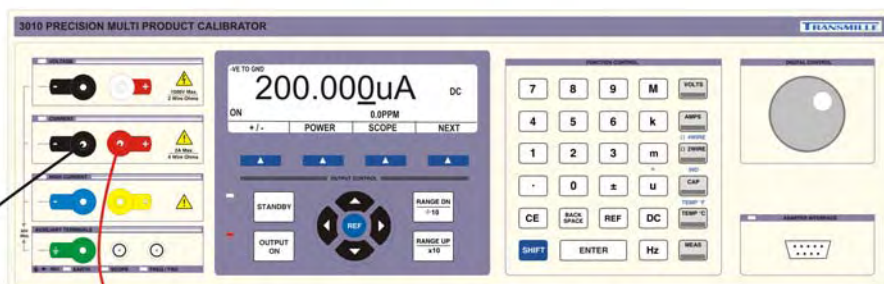 3010 PRECISION MULTI PRODUCT CALIBRATOR
TRANSMILLE
VOLTAGE
1000V Max.
2 Wire Ohms
CURRENT
2A Max
4 Wire Ohms
HIGH CURRENT
AUXILIARY TERMINALS
EARTH
SCOPE
-VE TO GND
200.000uA DC
ON 0.0PPM
+/- POWER SCOPE NEXT
OUTPUT CONTROL
STANDBY
OUTPUT ON
REF
RANGE DN
÷10
RANGE UP
x10
FUNCTION CONTROL
7 8 9 M VOLTS
4 5 6 k AMPS
4WIRE
1 2 3 m Ω 2WIRE
IND
· 0 ± u CAP
TEMP °F
CE BACK SPACE REF DC TEMP °C
SHIFT ENTER Hz MEAS
DIGITAL CONTROL
ADAPTER INTERFACE